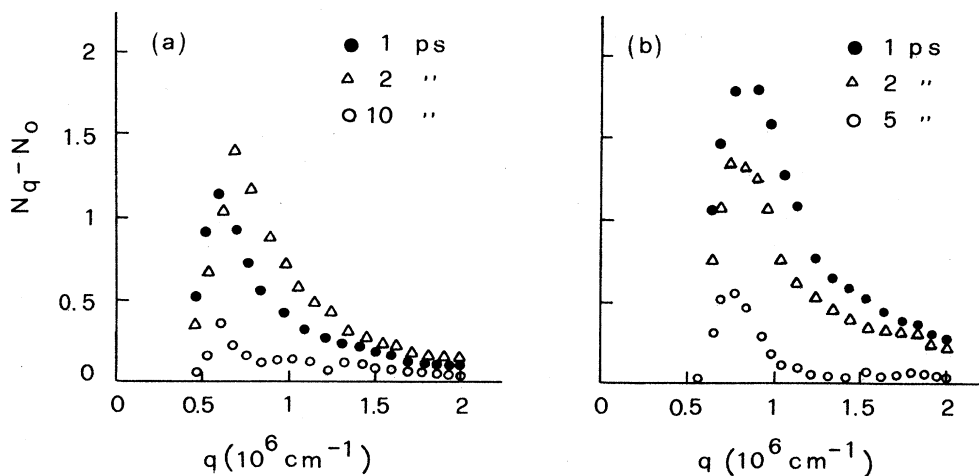 (a)
● 1 ps
△ 2 "
○ 10 "
2
1.5
1
0.5
0
N_q − N_o
0 0.5 1 1.5 2
q (10^6 cm^−1)
(b)
● 1 ps
△ 2 "
○ 5 "
0 0.5 1 1.5 2
q (10^6 cm^−1)